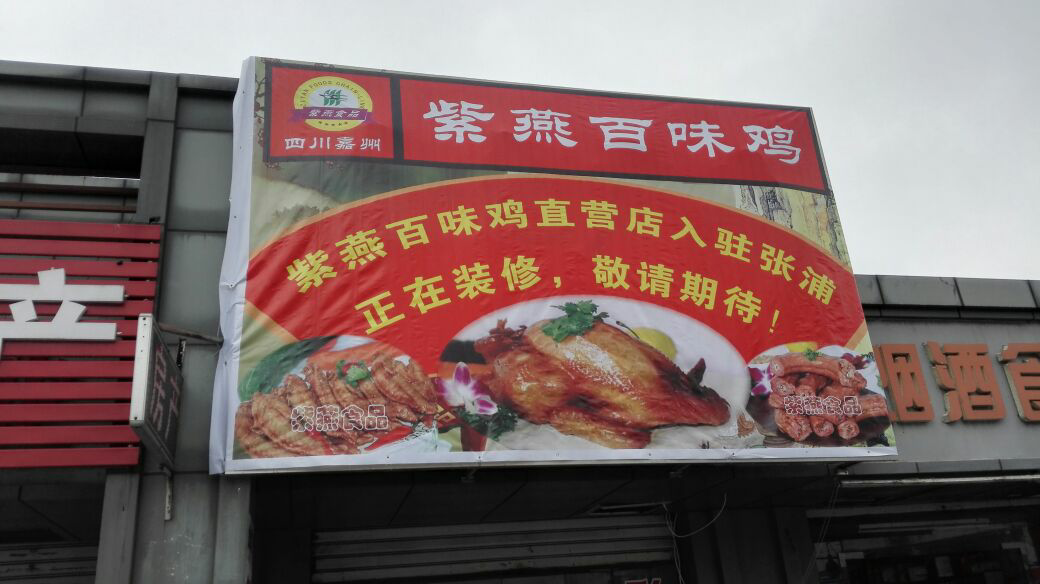 紫燕食品
四川嘉州
紫燕百味鸡
紫燕百味鸡直营店入驻张浦
正在装修，敬请期待！
紫燕食品
紫燕食品
烟酒食